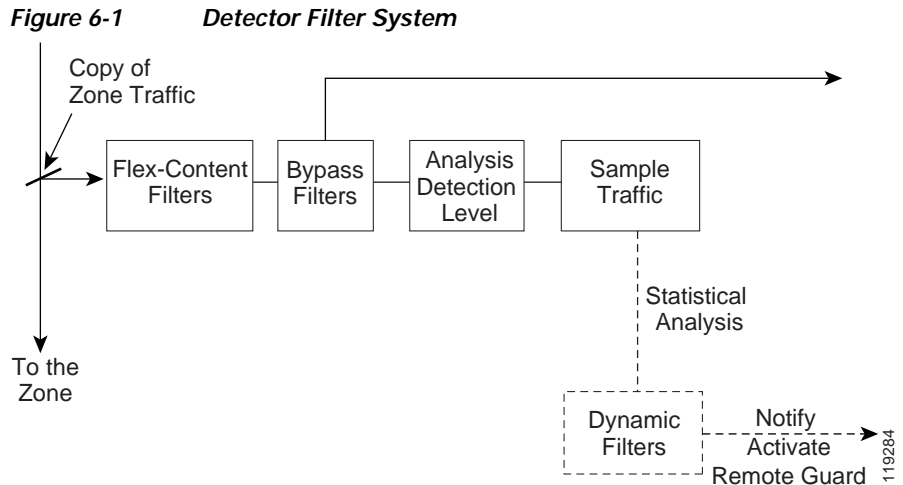 Figure 6-1 Detector Filter System
Copy of
Zone Traffic
Flex-Content
Filters
Bypass
Filters
Analysis
Detection
Level
Sample
Traffic
Statistical
Analysis
To the
Zone
Dynamic
Filters
Notify
Activate
Remote Guard
119284